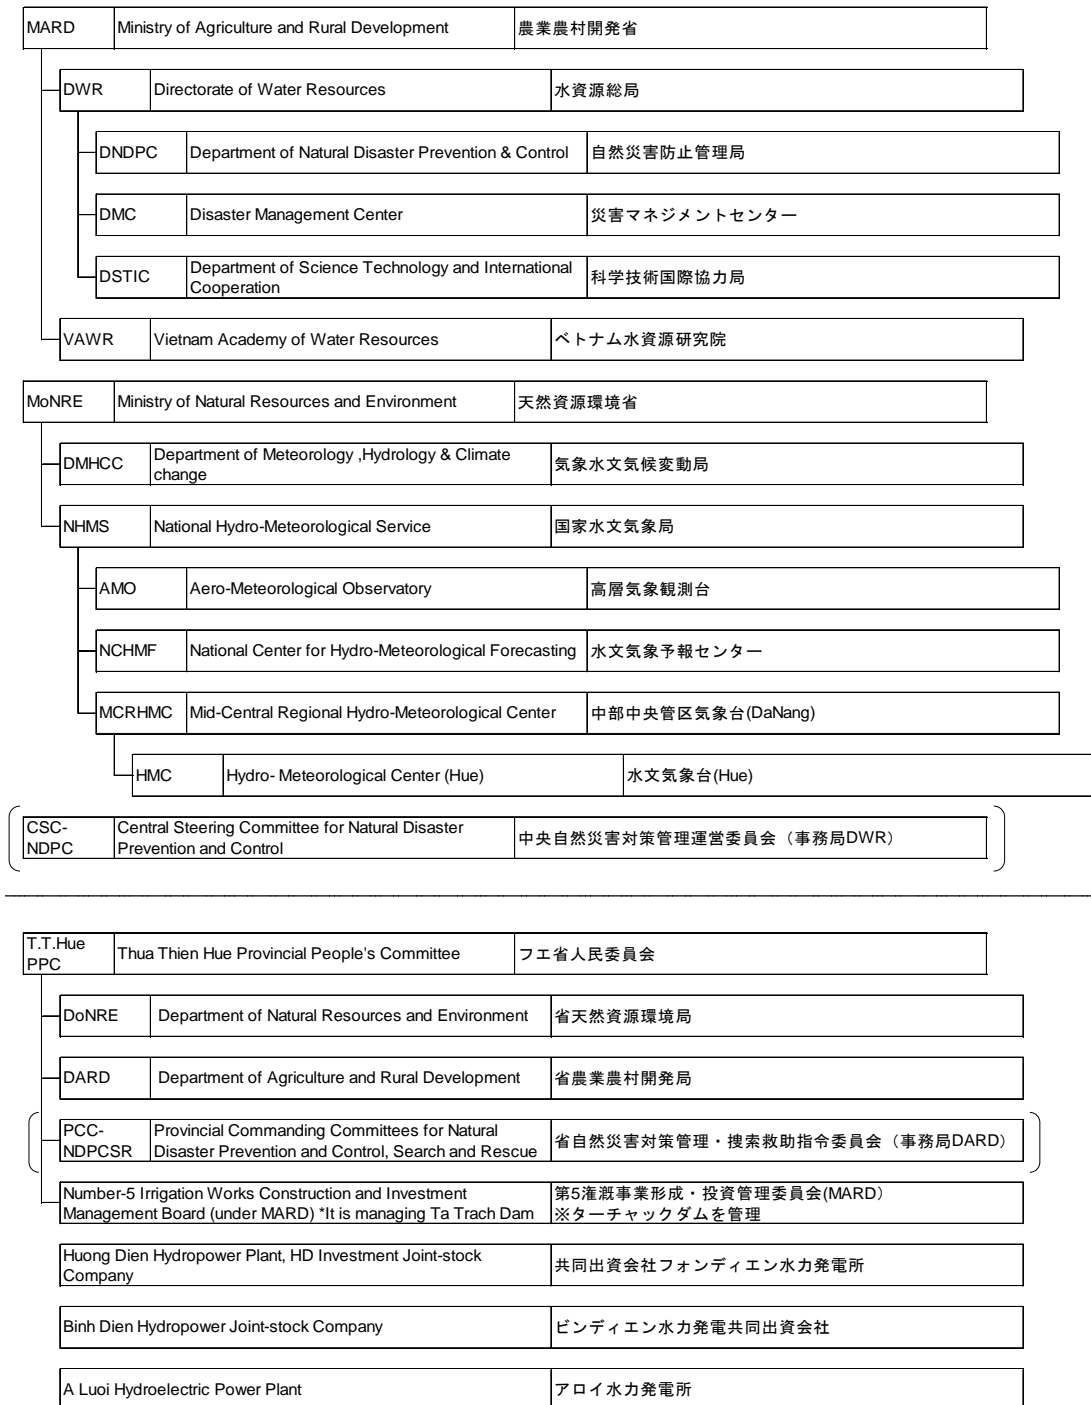 MARD Ministry of Agriculture and Rural Development 農業農村開発省
DWR Directorate of Water Resources 水資源総局
DNDPC Department of Natural Disaster Prevention & Control 自然災害防止管理局
DMC Disaster Management Center 災害マネジメントセンター
DSTIC Department of Science Technology and International
Cooperation 科学技術国際協力局
VAWR Vietnam Academy of Water Resources ベトナム水資源研究院
MoNRE Ministry of Natural Resources and Environment 天然資源環境省
DMHCC Department of Meteorology ,Hydrology & Climate
change 気象水文気候変動局
NHMS National Hydro-Meteorological Service 国家水文気象局
AMO Aero-Meteorological Observatory 高層気象観測台
NCHMF National Center for Hydro-Meteorological Forecasting 水文気象予報センター
MCRHMC Mid-Central Regional Hydro-Meteorological Center 中部中央管区気象台(DaNang)
HMC Hydro- Meteorological Center (Hue) 水文気象台(Hue)
CSC-
NDPC Central Steering Committee for Natural Disaster
Prevention and Control 中央自然災害対策管理運営委員会（事務局DWR）
T.T.Hue
PPC Thua Thien Hue Provincial People's Committee フエ省人民委員会
DoNRE Department of Natural Resources and Environment 省天然資源環境局
DARD Department of Agriculture and Rural Development 省農業農村開発局
PCC-
NDPCSR Provincial Commanding Committees for Natural
Disaster Prevention and Control, Search and Rescue 省自然災害対策管理・捜索救助指令委員会（事務局DARD）
Number-5 Irrigation Works Construction and Investment
Management Board (under MARD) *It is managing Ta Trach Dam
第5潅漑事業形成・投資管理委員会(MARD）
※ターチャックダムを管理
Huong Dien Hydropower Plant, HD Investment Joint-stock
Company 共同出資会社フォンディエン水力発電所
Binh Dien Hydropower Joint-stock Company ビンディエン水力発電共同出資会社
A Luoi Hydroelectric Power Plant アロイ水力発電所